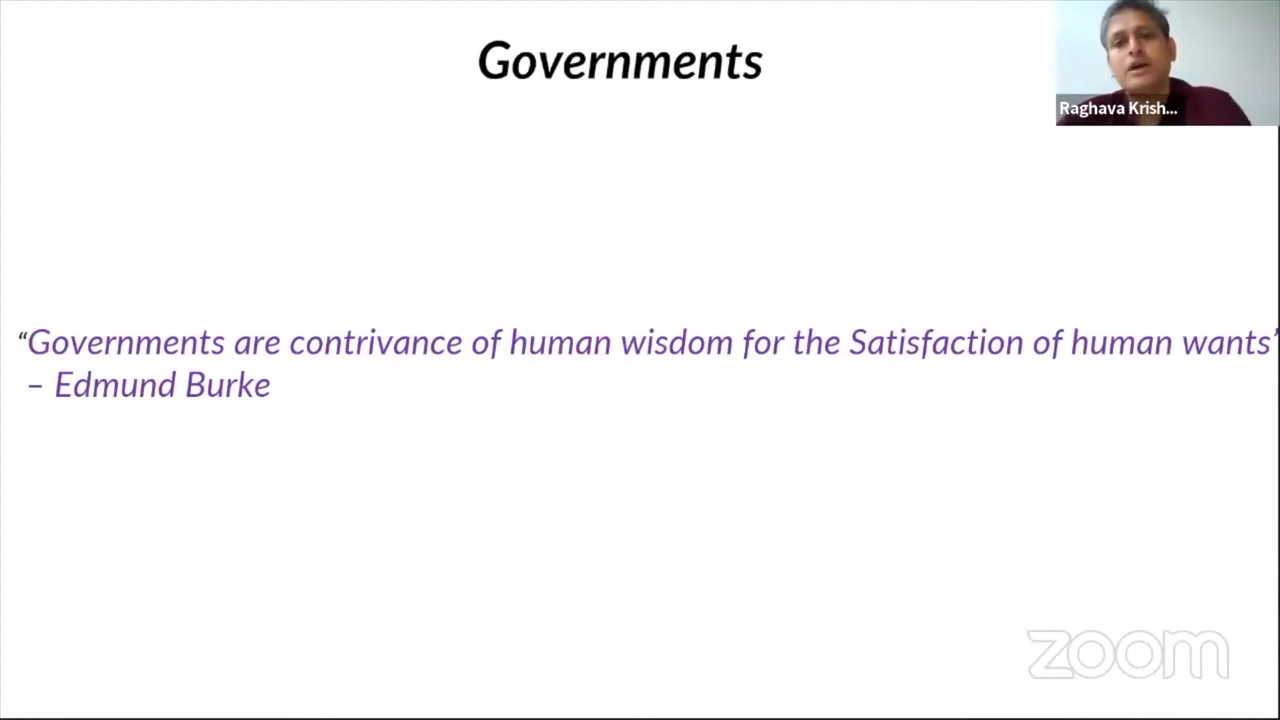 Governments
Raghava Krish...
“Governments are contrivance of human wisdom for the Satisfaction of human wants’
– Edmund Burke
zoom